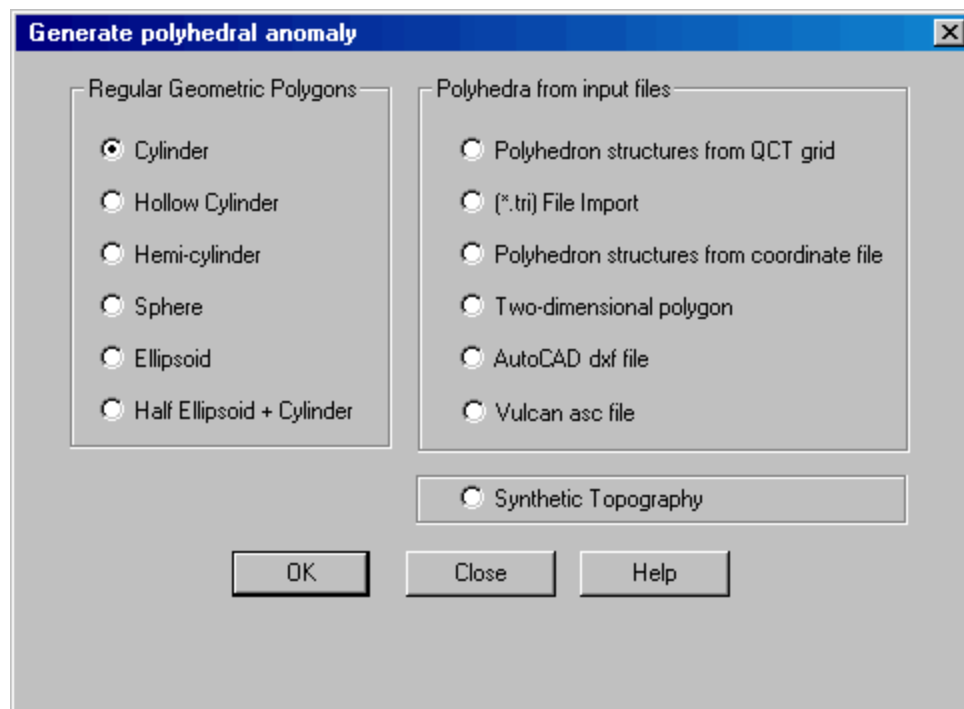 Generate polyhedral anomaly
Regular Geometric Polygons
Cylinder
Hollow Cylinder
Hemi-cylinder
Sphere
Ellipsoid
Half Ellipsoid + Cylinder
Polyhedra from input files
Polyhedron structures from QCT grid
(*.tri) File Import
Polyhedron structures from coordinate file
Two-dimensional polygon
AutoCAD dxf file
Vulcan asc file
Synthetic Topography
OK
Close
Help